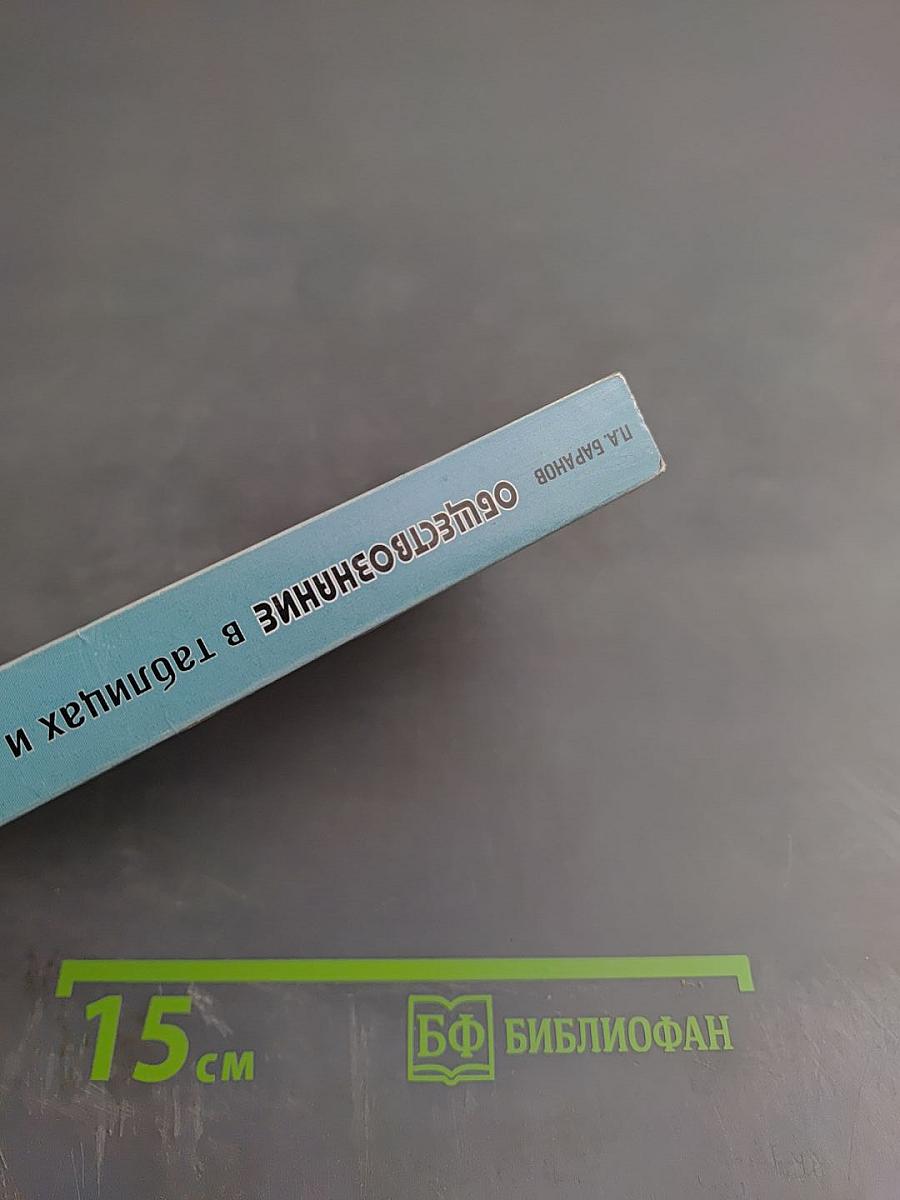 П.А. БАРАНОВ
ОБЩЕСТВОЗНАНИЕ в таблицах и
15 см
БФ БИБЛИОФАН